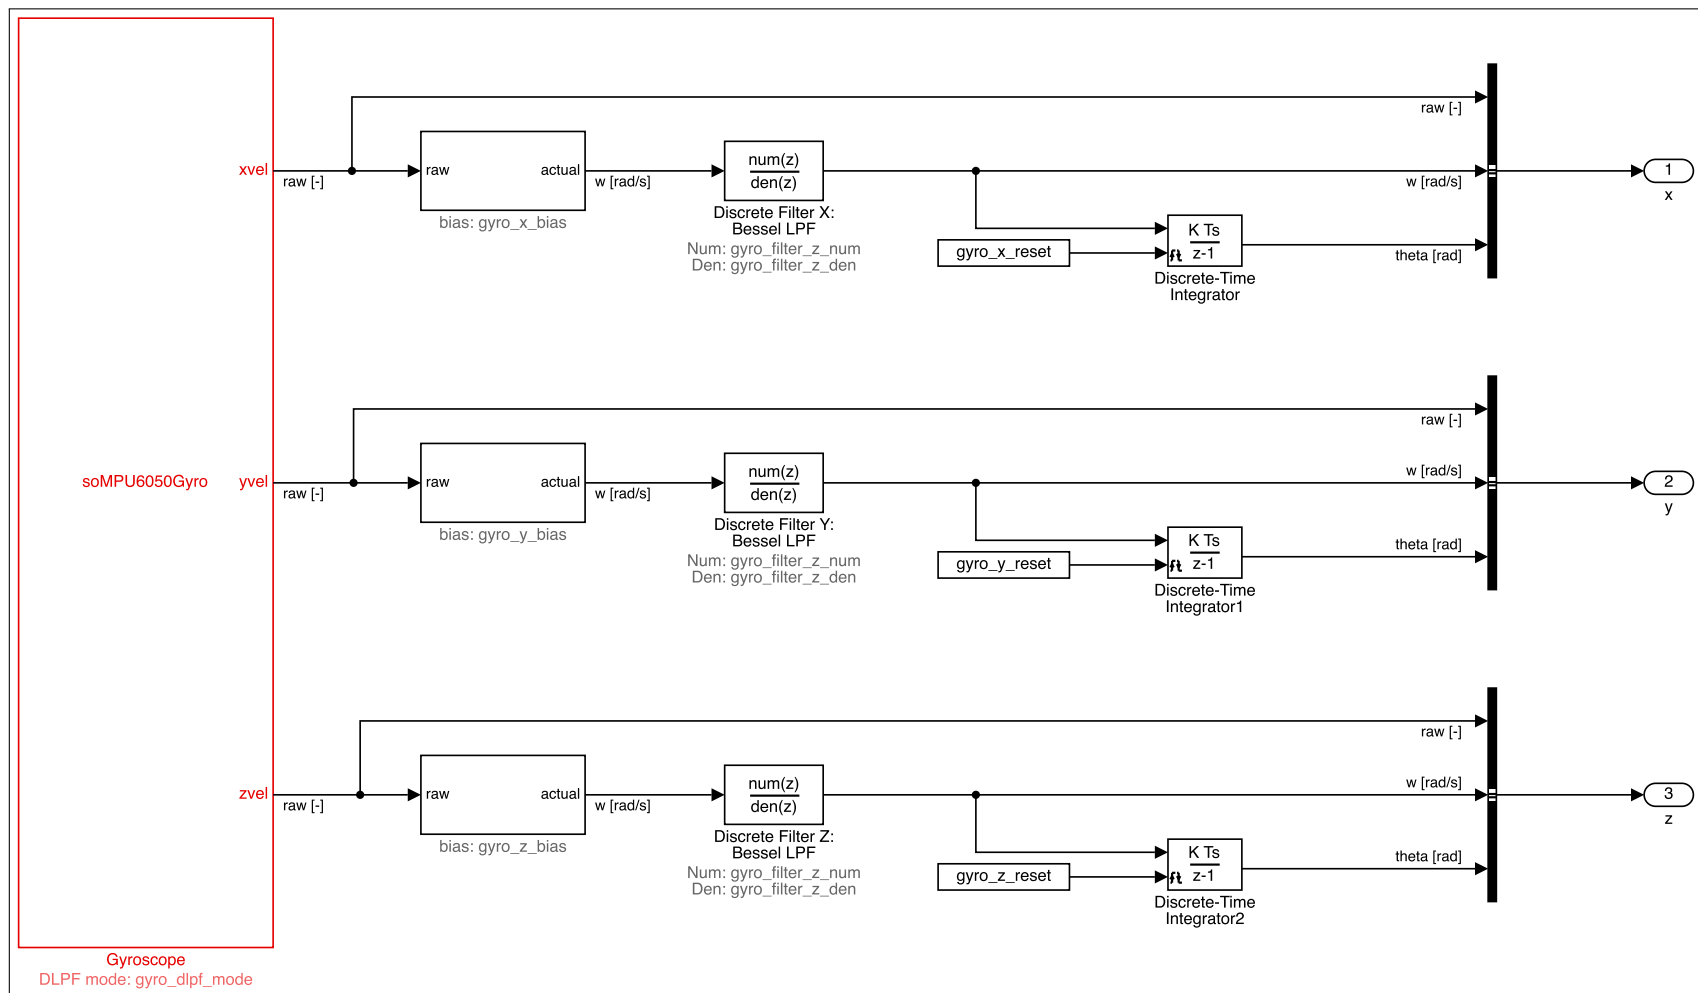 raw [-]
xvel
raw [-]
raw
actual
bias: gyro_x_bias
w [rad/s]
num(z)
den(z)
Discrete Filter X:
Bessel LPF
Num: gyro_filter_z_num
Den: gyro_filter_z_den
w [rad/s]
gyro_x_reset
K Ts
z-1
Discrete-Time
Integrator
theta [rad]
1
x
raw [-]
soMPU6050Gyro
yvel
raw [-]
raw
actual
bias: gyro_y_bias
w [rad/s]
num(z)
den(z)
Discrete Filter Y:
Bessel LPF
Num: gyro_filter_z_num
Den: gyro_filter_z_den
w [rad/s]
gyro_y_reset
K Ts
z-1
Discrete-Time
Integrator1
theta [rad]
2
y
raw [-]
zvel
raw [-]
raw
actual
bias: gyro_z_bias
w [rad/s]
num(z)
den(z)
Discrete Filter Z:
Bessel LPF
Num: gyro_filter_z_num
Den: gyro_filter_z_den
w [rad/s]
gyro_z_reset
K Ts
z-1
Discrete-Time
Integrator2
theta [rad]
3
z
Gyroscope
DLPF mode: gyro_dlpf_mode